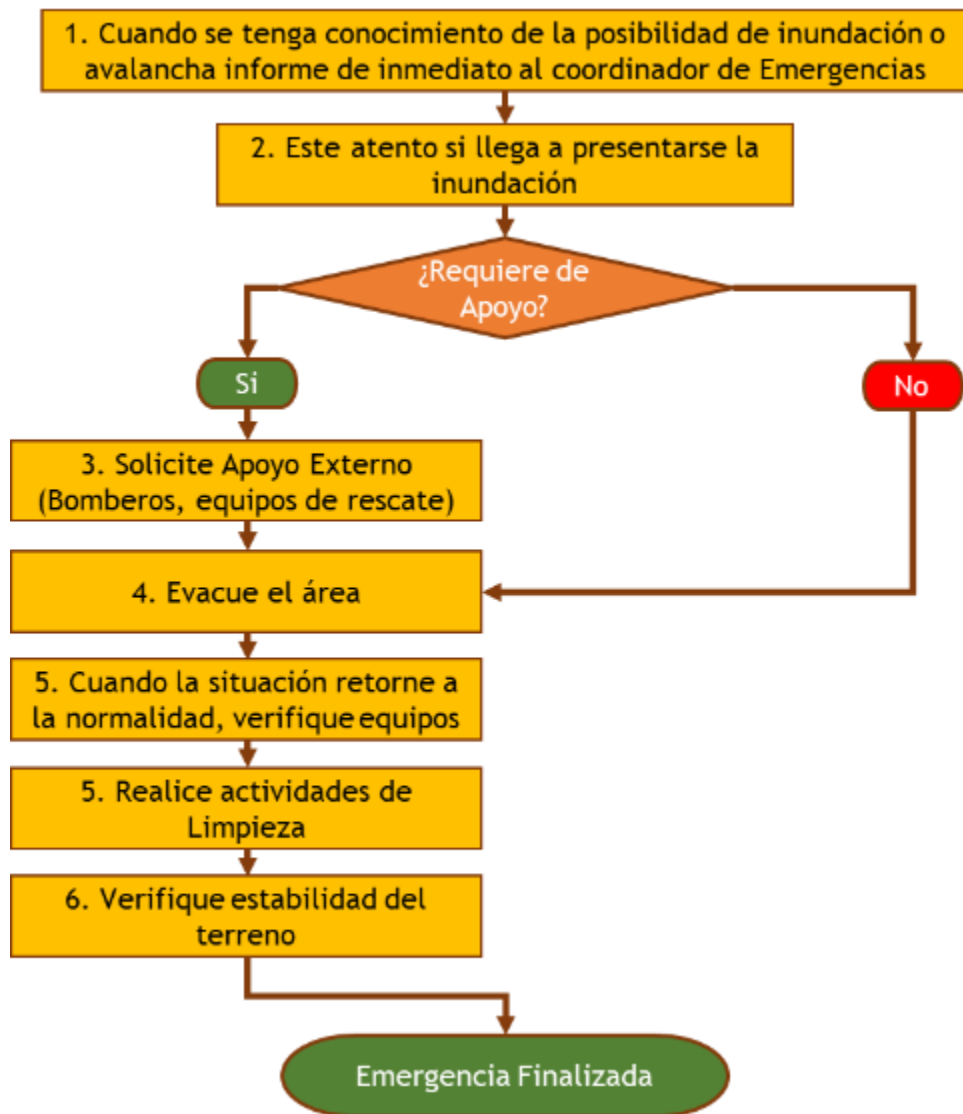 1. Cuando se tenga conocimiento de la posibilidad de inundación o
avalancha informe de inmediato al coordinador de Emergencias
2. Este atento si llega a presentarse la
inundación
¿Requiere de
Apoyo?
Si
No
3. Solicite Apoyo Externo
(Bomberos, equipos de rescate)
4. Evacue el área
5. Cuando la situación retorne a
la normalidad, verifique equipos
5. Realice actividades de
Limpieza
6. Verifique estabilidad del
terreno
Emergencia Finalizada